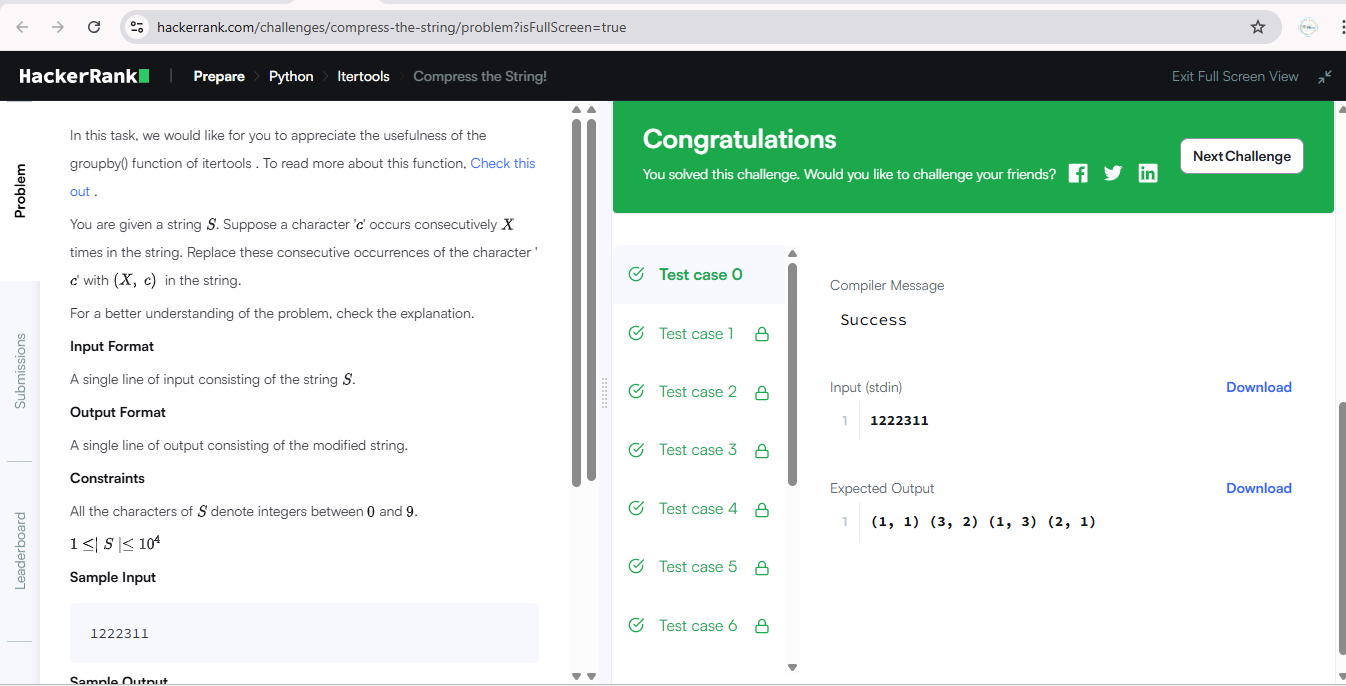 hackerrank.com/challenges/compress-the-string/problem?isFullScreen=true
HackerRank
Prepare > Python > Itertools > Compress the String!
Exit Full Screen View
Problem
Submissions
Leaderboard
In this task, we would like for you to appreciate the usefulness of the
groupby() function of itertools . To read more about this function, Check this
out .
You are given a string S. Suppose a character 'c' occurs consecutively X
times in the string. Replace these consecutive occurrences of the character '
c' with (X, c) in the string.
For a better understanding of the problem, check the explanation.
Input Format
A single line of input consisting of the string S.
Output Format
A single line of output consisting of the modified string.
Constraints
All the characters of S denote integers between 0 and 9.
1 ≤| S |≤ 10⁴
Sample Input
1222311
Sample Output
Congratulations
You solved this challenge. Would you like to challenge your friends?
Next Challenge
Test case 0
Test case 1
Test case 2
Test case 3
Test case 4
Test case 5
Test case 6
Compiler Message
Success
Input (stdin)
Download
1 1222311
Expected Output
Download
1 (1, 1) (3, 2) (1, 3) (2, 1)